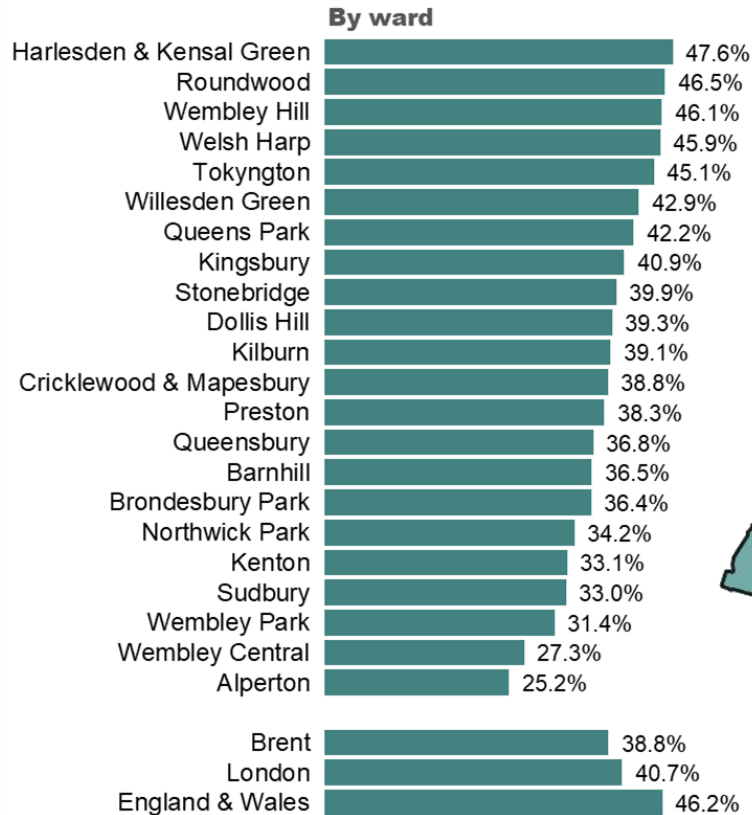 By ward
Harlesden & Kensal Green 47.6%
Roundwood 46.5%
Wembley Hill 46.1%
Welsh Harp 45.9%
Tokyngton 45.1%
Willesden Green 42.9%
Queens Park 42.2%
Kingsbury 40.9%
Stonebridge 39.9%
Dollis Hill 39.3%
Kilburn 39.1%
Cricklewood & Mapesbury 38.8%
Preston 38.3%
Queensbury 36.8%
Barnhill 36.5%
Brondesbury Park 36.4%
Northwick Park 34.2%
Kenton 33.1%
Sudbury 33.0%
Wembley Park 31.4%
Wembley Central 27.3%
Alperton 25.2%
Brent 38.8%
London 40.7%
England & Wales 46.2%